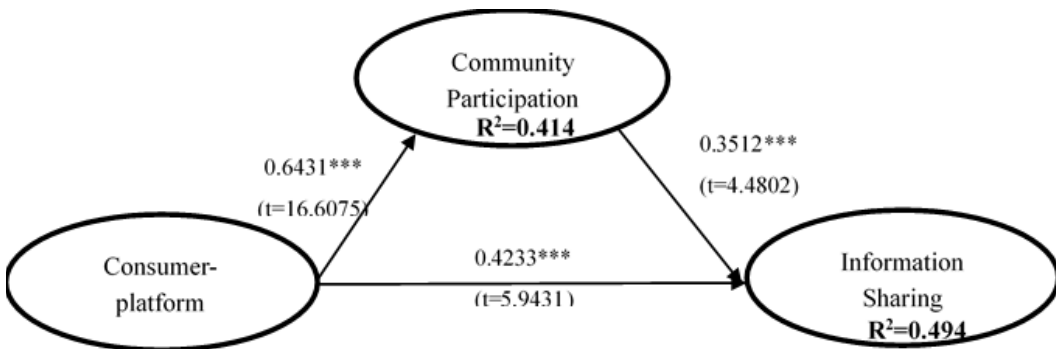 Community
Participation
R²=0.414
0.6431***
(t=16.6075)
0.3512***
(t=4.4802)
Consumer-
platform
0.4233***
(t=5.9431)
Information
Sharing
R²=0.494